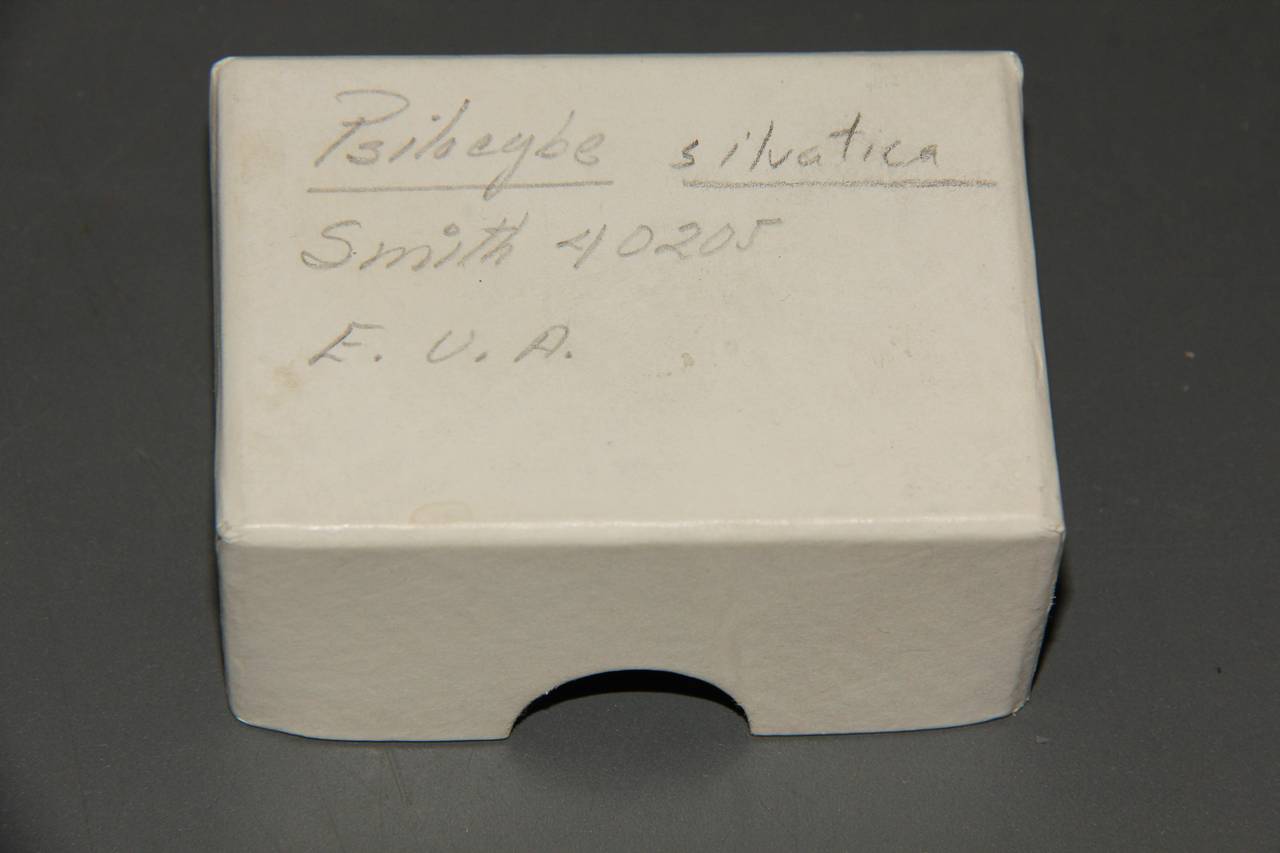 Psilocybe silvatica
Smith 40205
E. U. A.